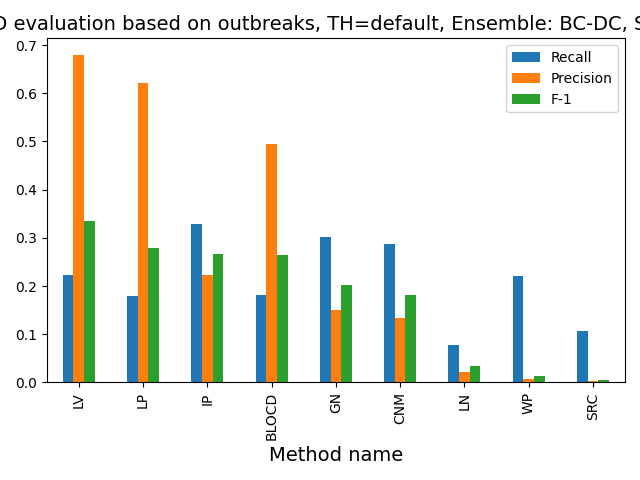 evaluation based on outbreaks, TH=default, Ensemble: BC-DC,
0.7
0.6
0.5
0.4
0.3
0.2
0.1
0.0
Recall
Precision
F-1
LV
LP
IP
BLOCD
GN
CNM
LN
WP
SRC
Method name